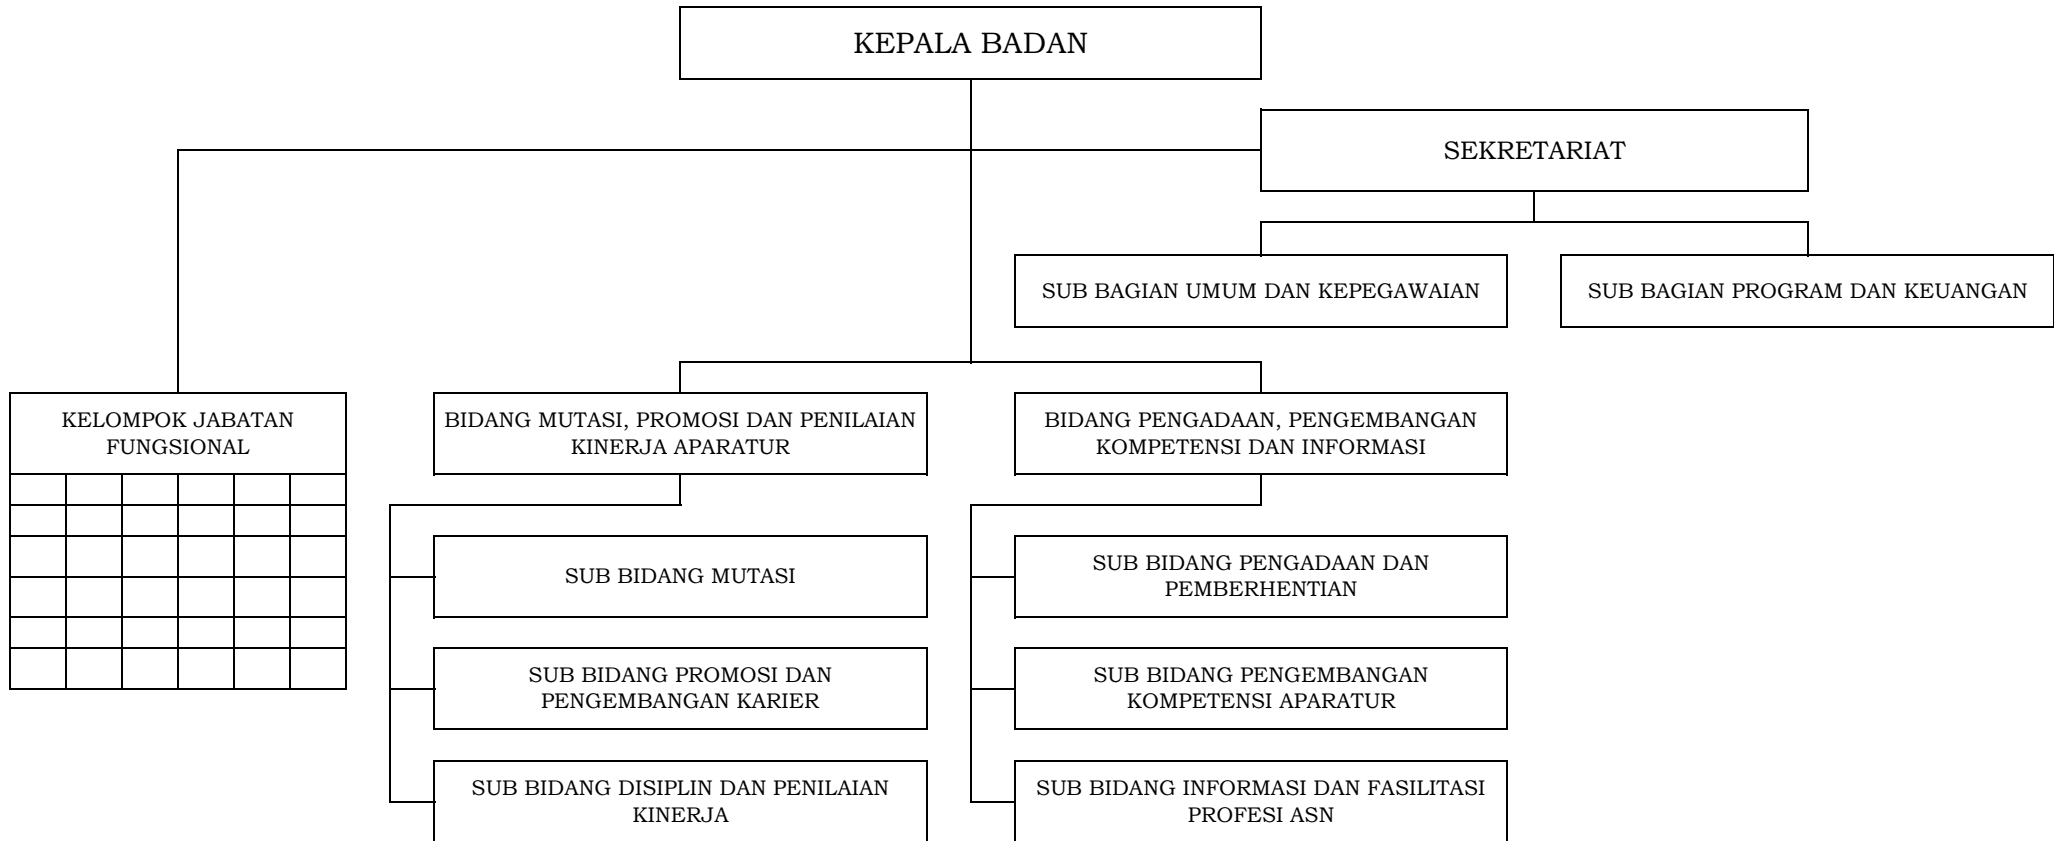 KEPALA BADAN
SEKRETARIAT
SUB BAGIAN UMUM DAN KEPEGAWAIAN
SUB BAGIAN PROGRAM DAN KEUANGAN
KELOMPOK JABATAN
FUNGSIONAL
BIDANG MUTASI, PROMOSI DAN PENILAIAN
KINERJA APARATUR
BIDANG PENGADAAN, PENGEMBANGAN
KOMPETENSI DAN INFORMASI
SUB BIDANG MUTASI
SUB BIDANG PENGADAAN DAN
PEMBERHENTIAN
SUB BIDANG PROMOSI DAN
PENGEMBANGAN KARIER
SUB BIDANG PENGEMBANGAN
KOMPETENSI APARATUR
SUB BIDANG DISIPLIN DAN PENILAIAN
KINERJA
SUB BIDANG INFORMASI DAN FASILITASI
PROFESI ASN